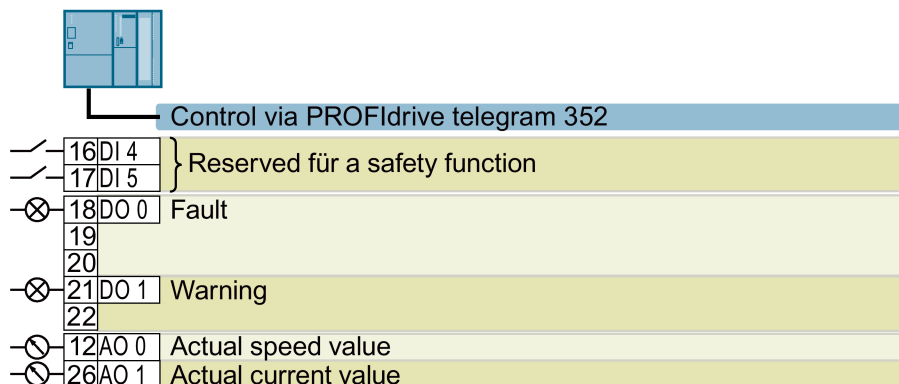 Control via PROFIdrive telegram 352
16 DI 4
Reserved für a safety function
17 DI 5
18 DO 0 Fault
19
20
21 DO 1 Warning
22
12 AO 0 Actual speed value
26 AO 1 Actual current value